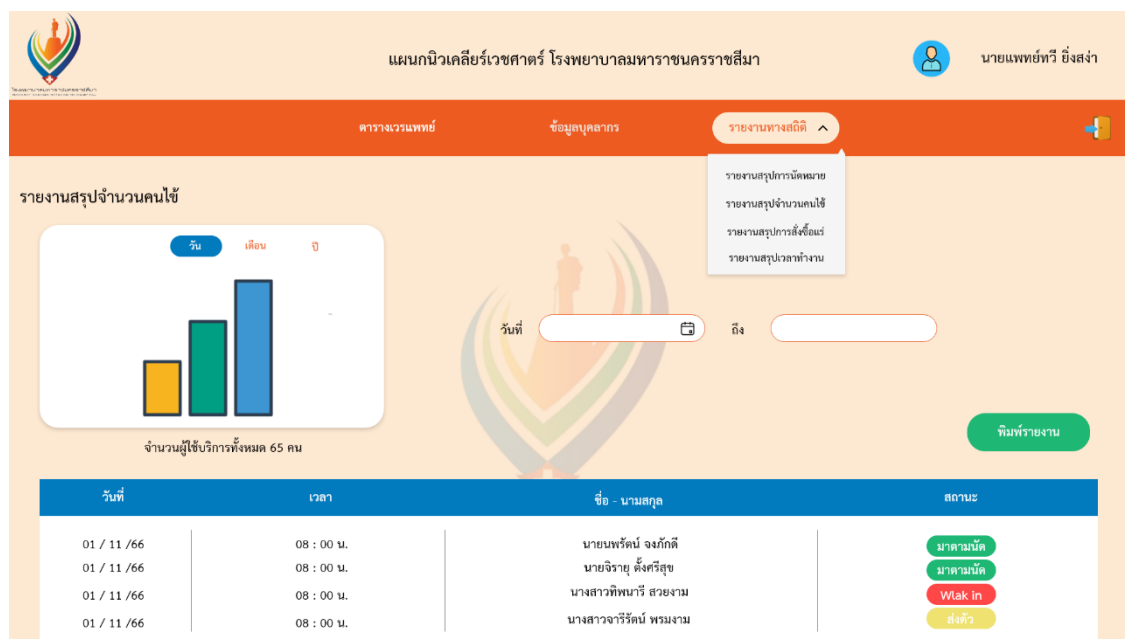 แผนกนิวเคลียร์เวชศาตร์ โรงพยาบาลมหาราชนครราชสีมา
นายแพทย์ทวี ยิ่งสง่า
ตารางเวรแพทย์ ข้อมูลบุคลากร รายงานทางสถิติ
รายงานสรุปการนัดหมาย
รายงานสรุปจำนวนคนไข้
รายงานสรุปการสั่งซื้อแร่
รายงานสรุปเวลาทำงาน
รายงานสรุปจำนวนคนไข้
วัน เดือน ปี
วันที่ ถึง
พิมพ์รายงาน
จำนวนผู้ใช้บริการทั้งหมด 65 คน
วันที่ เวลา ชื่อ - นามสกุล สถานะ
01 / 11 /66 08 : 00 น. นายนพรัตน์ จงภักดี มาตามนัด
01 / 11 /66 08 : 00 น. นายจิรายุ ตั้งศรีสุข มาตามนัด
01 / 11 /66 08 : 00 น. นางสาวทิพนารี สวยงาม Wlak in
01 / 11 /66 08 : 00 น. นางสาวจารีรัตน์ พรมงาม ส่งตัว